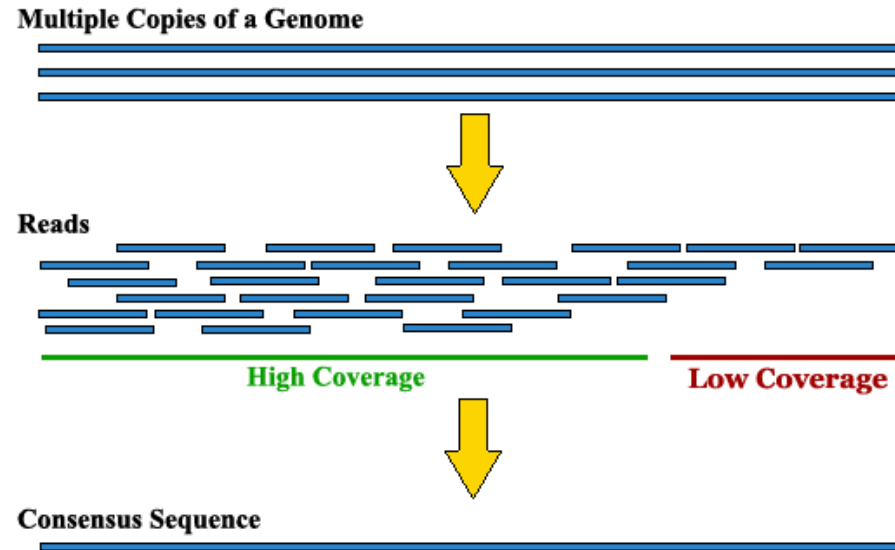 Multiple Copies of a Genome
Reads
High Coverage
Low Coverage
Consensus Sequence